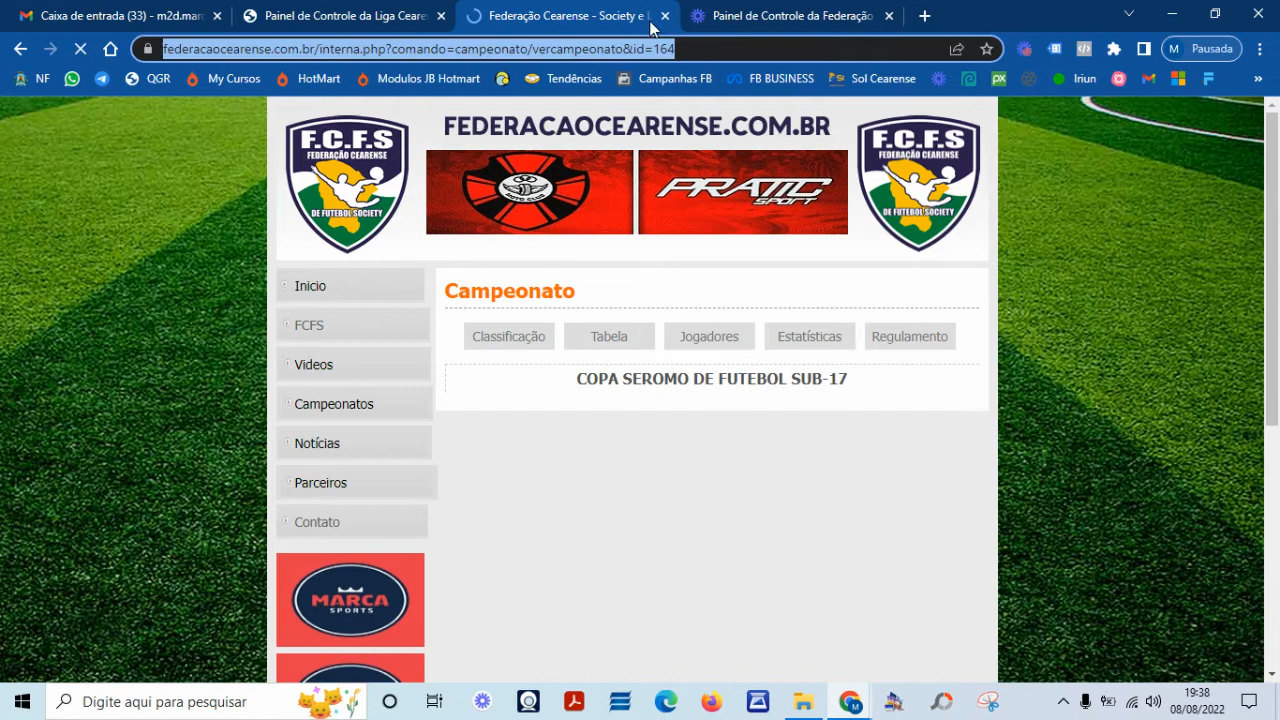 Caixa de entrada (33) - m2d.marc
Painel de Controle da Liga Ceare
Federação Cearense - Society e L
Painel de Controle da Federação
federacaocearense.com.br/interna.php?comando=campeonato/vercampeonato&id=164
M Pausada
NF
QGR
My Cursos
HotMart
Modulos JB Hotmart
Tendências
Campanhas FB
FB BUSINESS
Sol Cearense
px
Iriun
»
F.C.F.S
FEDERAÇÃO CEARENSE
DE FUTEBOL SOCIETY
FEDERACAOCEARENSE.COM.BR
PRATIC
SPORT
F.C.F.S
FEDERAÇÃO CEARENSE
DE FUTEBOL SOCIETY
Inicio
FCFS
Videos
Campeonatos
Notícias
Parceiros
Contato
Campeonato
Classificação
Tabela
Jogadores
Estatísticas
Regulamento
COPA SEROMO DE FUTEBOL SUB-17
MARCA
SPORTS
Digite aqui para pesquisar
19:38
08/08/2022